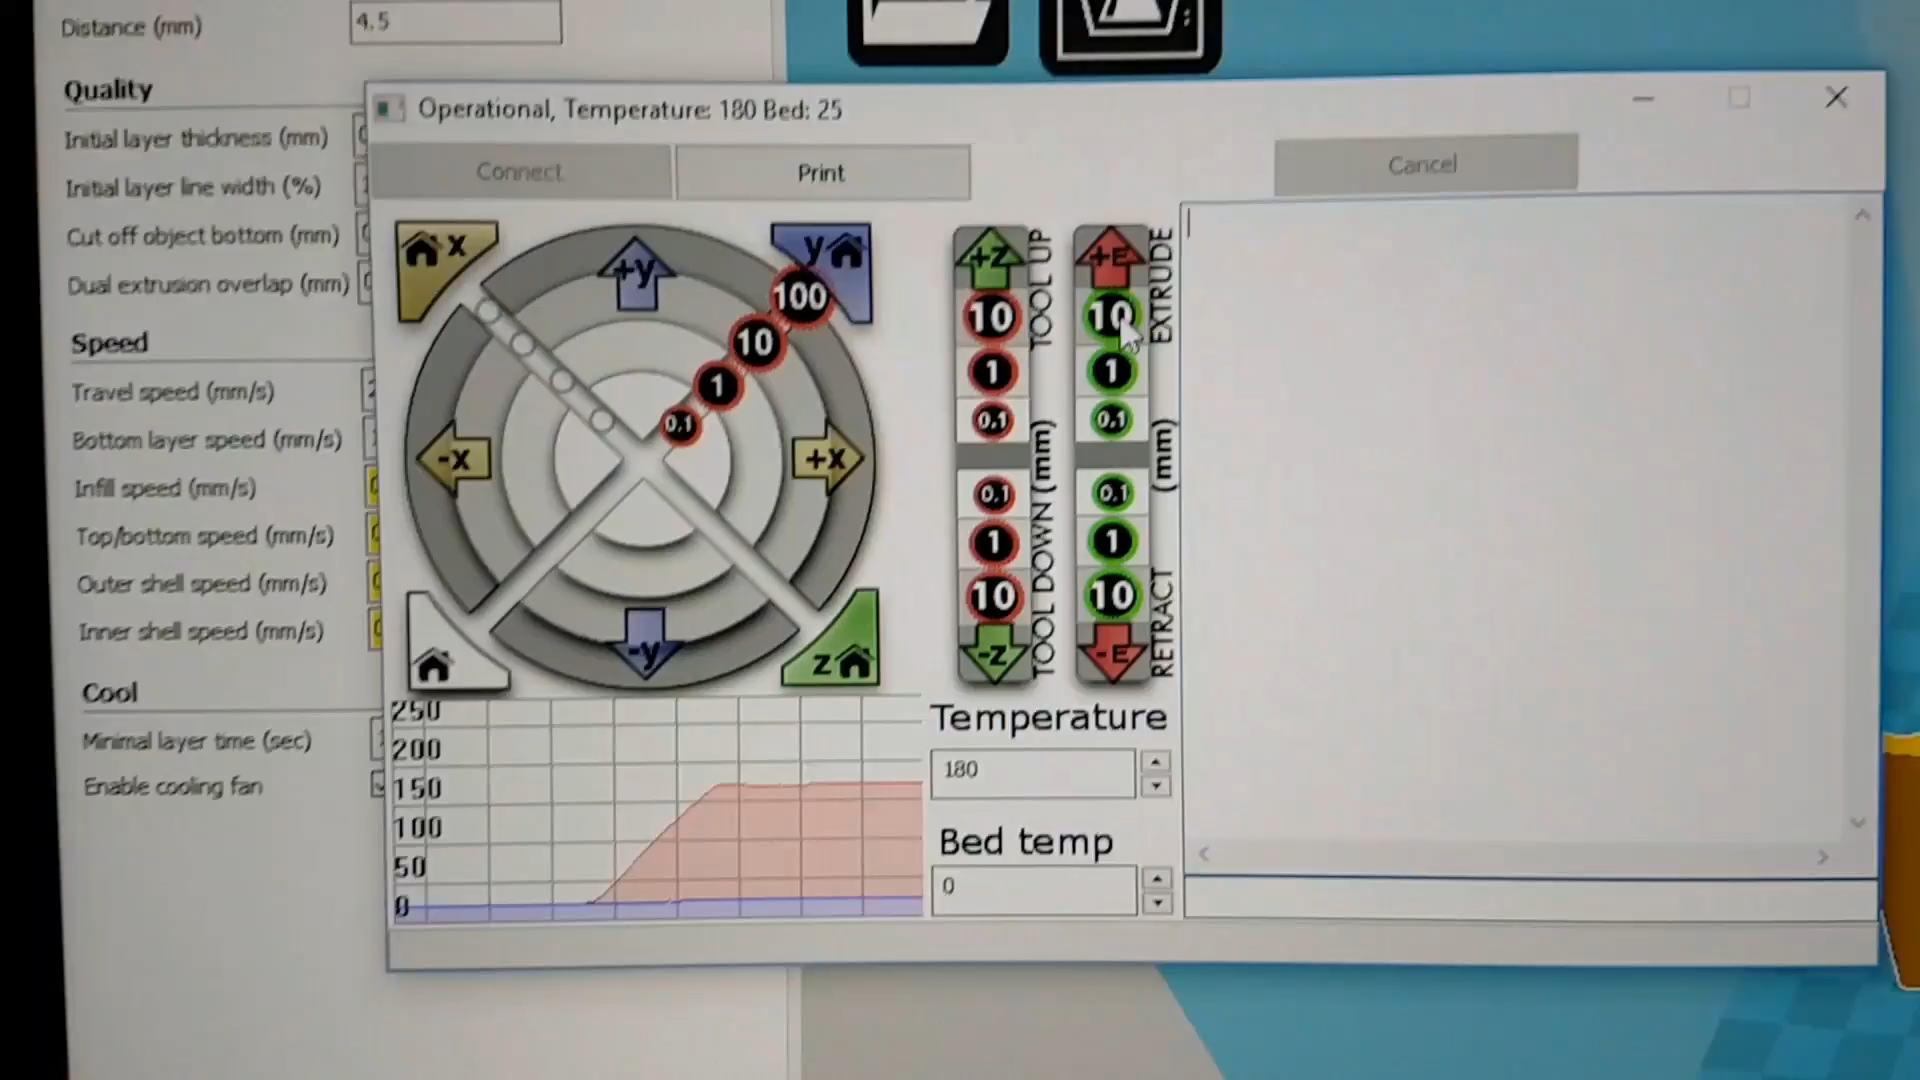 Distance (mm)
4.5
Quality
Initial layer thickness (mm)
Initial layer line width (%)
Cut off object bottom (mm)
Dual extrusion overlap (mm)
Speed
Travel speed (mm/s)
Bottom layer speed (mm/s)
Infill speed (mm/s)
Top/bottom speed (mm/s)
Outer shell speed (mm/s)
Inner shell speed (mm/s)
Cool
Minimal layer time (sec)
Enable cooling fan
Operational, Temperature: 180 Bed: 25
Connect
Print
Cancel
x
+y
y
100
10
1
0.1
-x
+x
-y
z
+Z
10
1
0.1
0.1
1
10
-Z
TOOL UP
TOOL DOWN (mm)
+E
10
1
0.1
0.1
1
10
-E
EXTRUDE
(mm)
RETRACT
250
200
150
100
50
0
Temperature
180
Bed temp
0